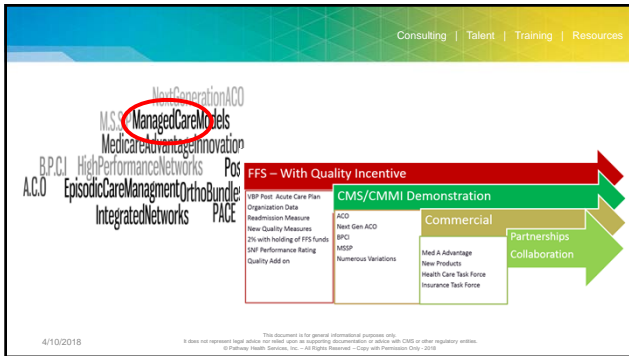 Consulting | Talent | Training | Resources
NextGenerationACO
M.S.S.P ManagedCareModels
MedicareAdvantageInnovation
B.P.C.I HighPerformanceNetworks Pos
A.C.O EpisodicCareManagmentOrthoBundles
IntegratedNetworks PACE
FFS – With Quality Incentive
VBP Post Acute Care Plan
Organization Data
Readmission Measure
New Quality Measures
2% with holding of FFS funds
SNF Performance Rating
Quality Add on
CMS/CMMI Demonstration
ACO
Next Gen ACO
BPCI
MSSP
Numerous Variations
Commercial
Med A Advantage
New Products
Health Care Task Force
Insurance Task Force
Partnerships
Collaboration
4/10/2018
This document is for general informational purposes only.
It does not represent legal advice nor relied upon as supporting documentation or advice with CMS or other regulatory entities.
© Pathway Health Services, Inc. – All Rights Reserved – Copy with Permission Only - 2018